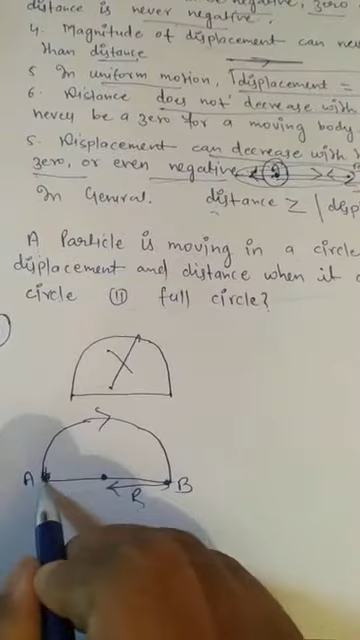 distance is never negative.
4. Magnitude of displacement can
than distance
5 In uniform motion, |displacement =
6. Distance does not decrease with
never be a zero for a moving body
5. Displacement can decrease with
zero, or even negative
In General. distance ≥ |
A Particle is moving in a circle
displacement and distance when it
circle (ii) full circle?
A R B